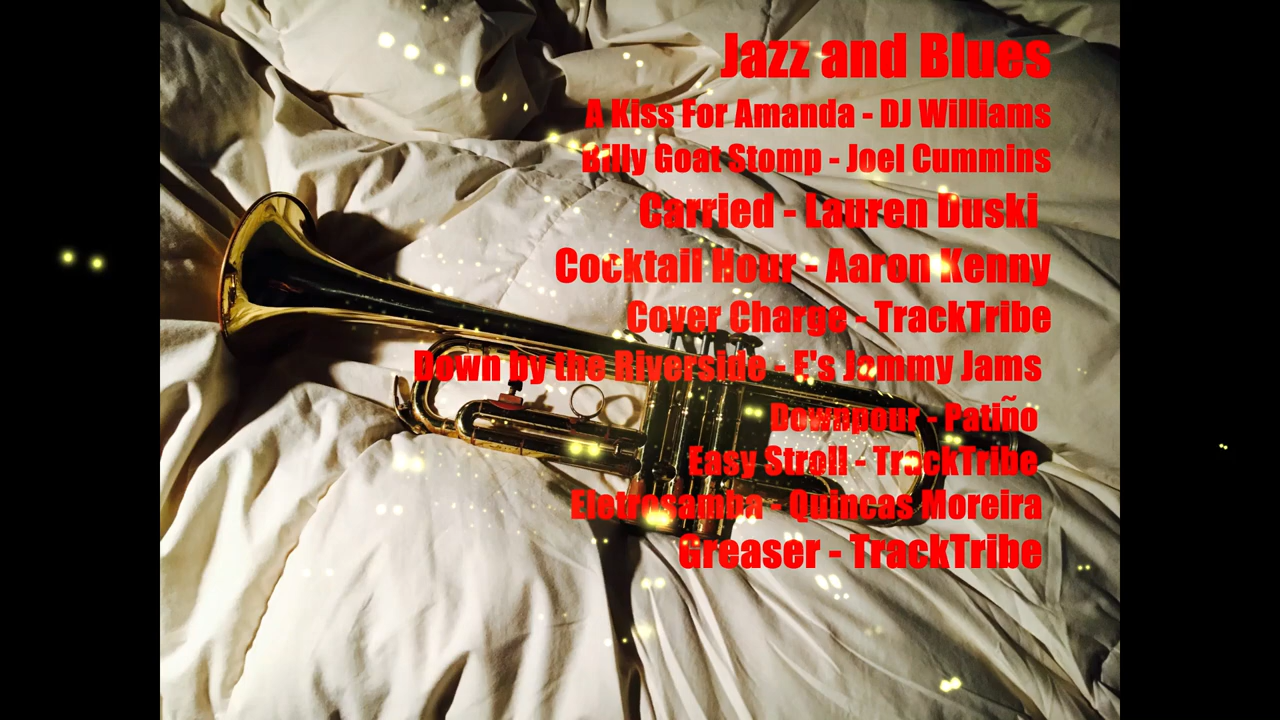 Jazz and Blues
A Kiss For Amanda - DJ Williams
Billy Goat Stomp - Joel Cummins
Carried - Lauren Duski
Cocktail Hour - Aaron Kenny
Cover Charge - TrackTribe
Down by the Riverside - E's Jammy Jams
Downpour - Patiño
Easy Stroll - TrackTribe
Eletrosamba - Quincas Moreira
Greaser - TrackTribe